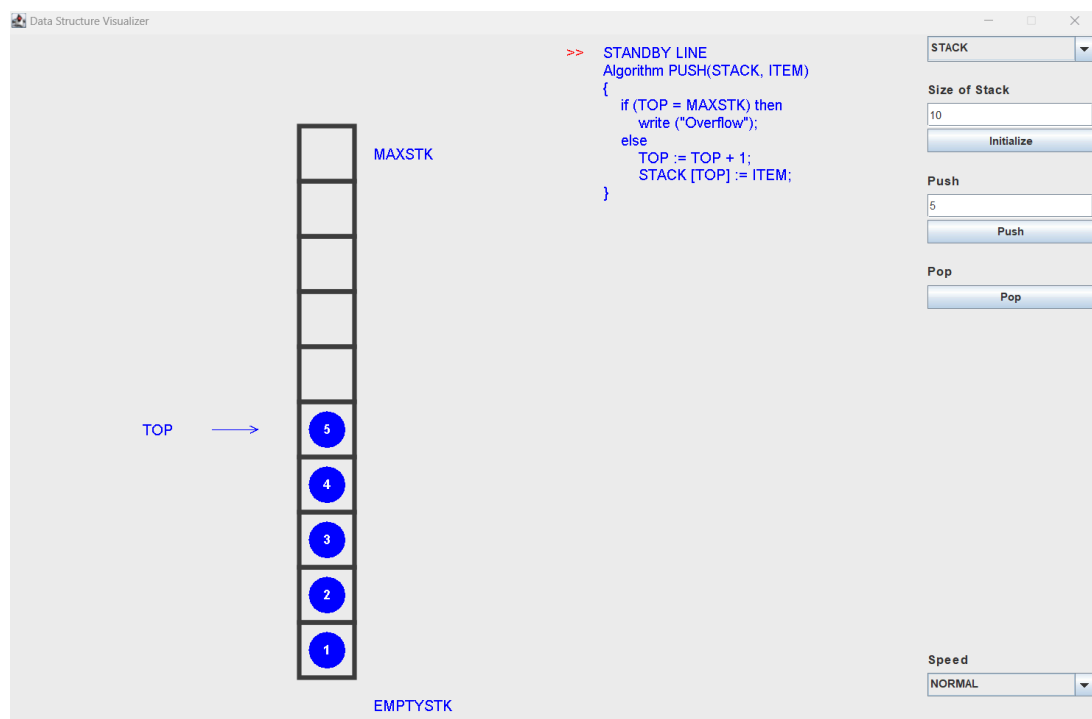 Data Structure Visualizer
>> STANDBY LINE
Algorithm PUSH(STACK, ITEM)
{
if (TOP = MAXSTK) then
write ("Overflow");
else
TOP := TOP + 1;
STACK [TOP] := ITEM;
}
MAXSTK
TOP
5
4
3
2
1
EMPTYSTK
STACK
Size of Stack
10
Initialize
Push
5
Push
Pop
Pop
Speed
NORMAL